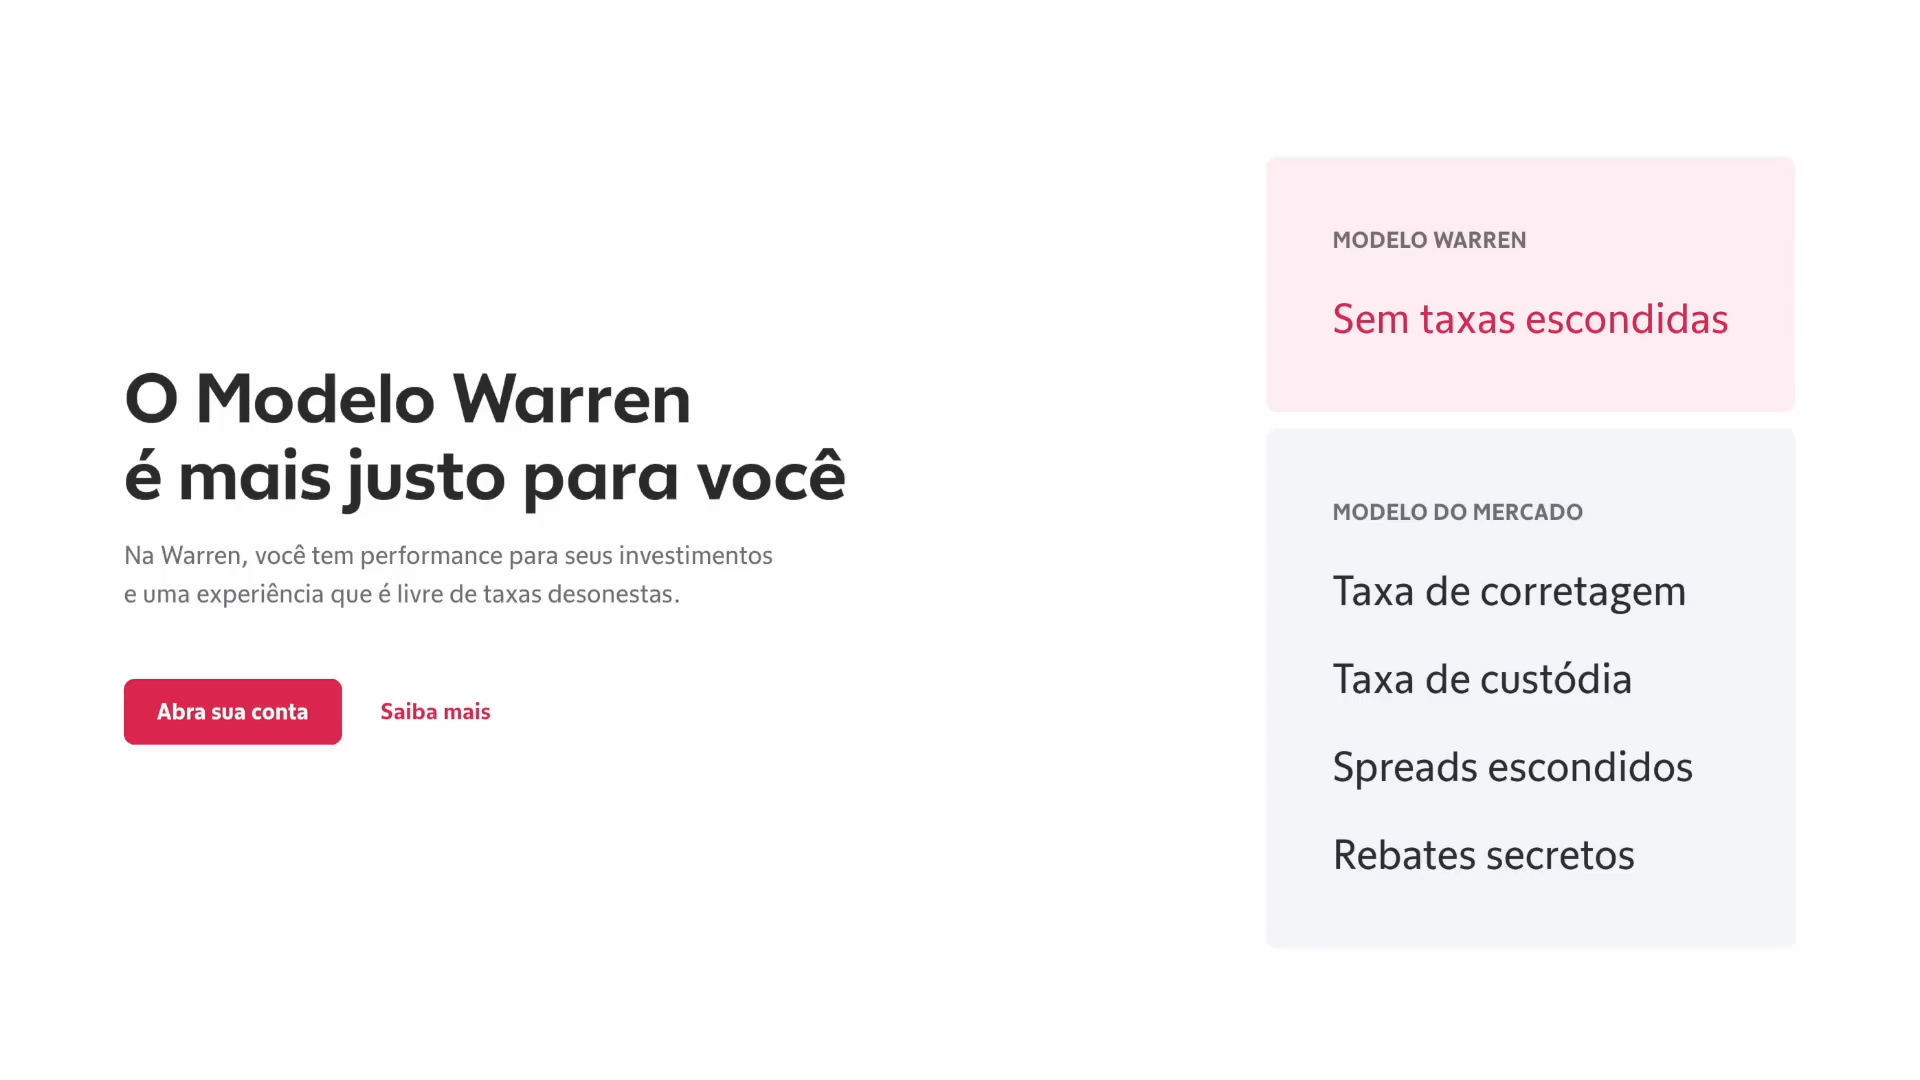 O Modelo Warren
é mais justo para você
Na Warren, você tem performance para seus investimentos
e uma experiência que é livre de taxas desonestas.
Abra sua conta
Saiba mais
MODELO WARREN
Sem taxas escondidas
MODELO DO MERCADO
Taxa de corretagem
Taxa de custódia
Spreads escondidos
Rebates secretos